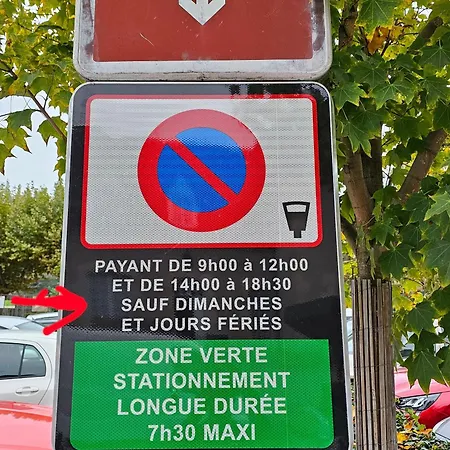 PAYANT DE 9h00 à 12h00
ET DE 14h00 à 18h30
SAUF DIMANCHES
ET JOURS FÉRIÉS
ZONE VERTE
STATIONNEMENT
LONGUE DURÉE
7h30 MAXI